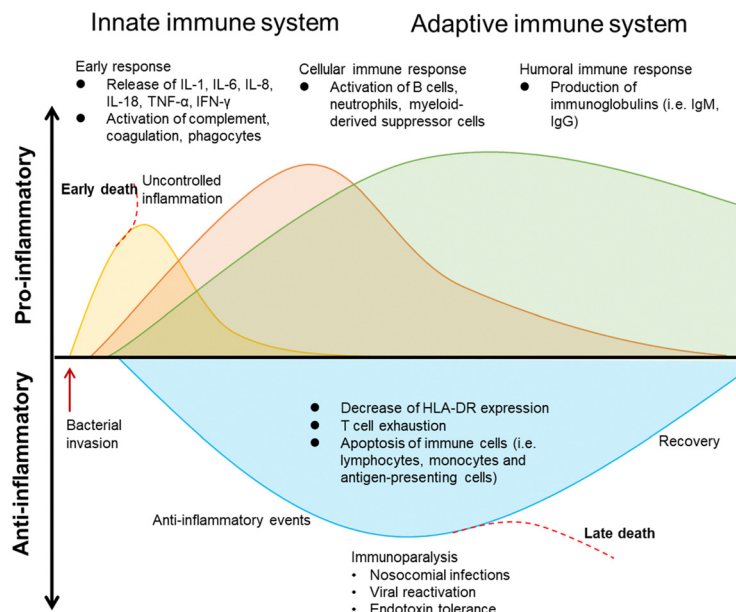 Innate immune system
Adaptive immune system
Early response
● Release of IL-1, IL-6, IL-8,
IL-18, TNF-α, IFN-γ
● Activation of complement,
coagulation, phagocytes
Cellular immune response
● Activation of B cells,
neutrophils, myeloid-
derived suppressor cells
Humoral immune response
● Production of
immunoglobulins (i.e. IgM,
IgG)
Pro-inflammatory
Early death
Uncontrolled
inflammation
Anti-inflammatory
Bacterial
invasion
● Decrease of HLA-DR expression
● T cell exhaustion
● Apoptosis of immune cells (i.e.
lymphocytes, monocytes and
antigen-presenting cells)
Recovery
Anti-inflammatory events
Late death
Immunoparalysis
• Nosocomial infections
• Viral reactivation
• Endotoxin tolerance